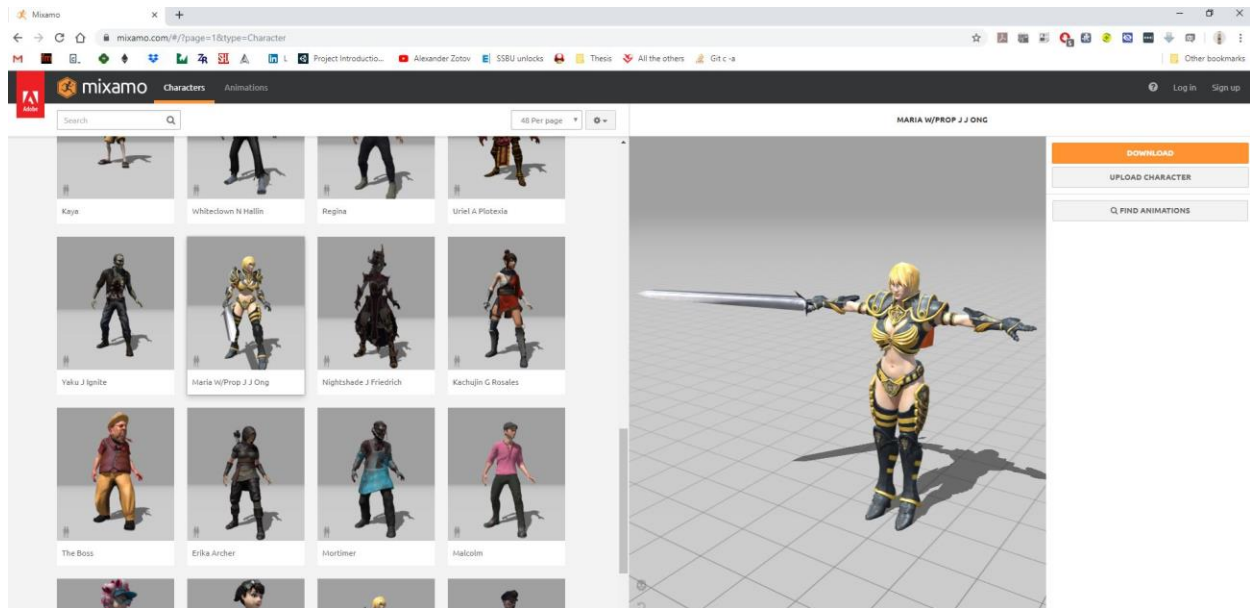 Mixamo
mixamo.com/#/?page=1&type=Character
Project Introductio...
Alexander Zotov
SSBU unlocks
Thesis
All the others
Git c -a
Other bookmarks
Adobe
mixamo
Characters
Animations
Log in
Sign up
Search
48 Per page
MARIA W/PROP J J ONG
DOWNLOAD
UPLOAD CHARACTER
FIND ANIMATIONS
Kaya
Whiteclown N Hallin
Regina
Uriel A Plotexia
Yaku J Ignite
Maria W/Prop J J Ong
Nightshade J Friedrich
Kachujin G Rosales
The Boss
Erika Archer
Mortimer
Malcolm